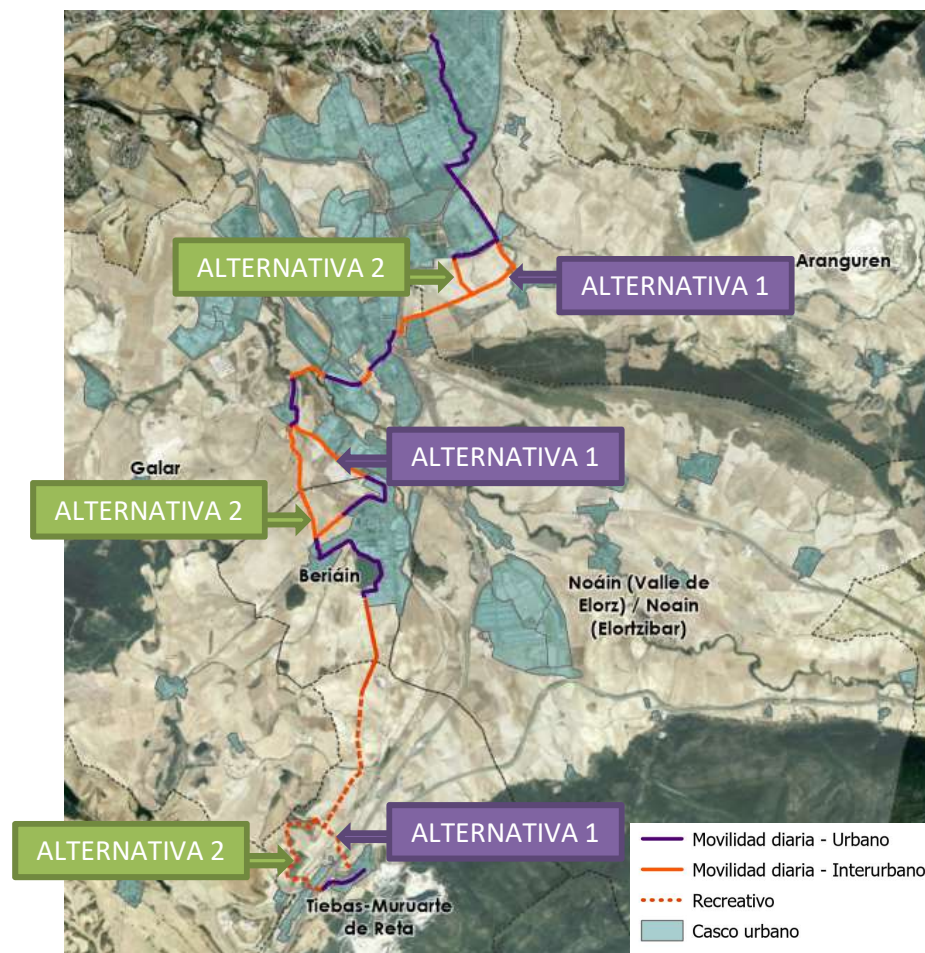 ALTERNATIVA 2
Aranguren
ALTERNATIVA 1
ALTERNATIVA 1
Galar
ALTERNATIVA 2
Beriáin
Noáin (Valle de
Elorz) / Noain
(Elortzibar)
ALTERNATIVA 1
ALTERNATIVA 2
Tiebas-Muruarte
de Reta
Movilidad diaria - Urbano
Movilidad diaria - Interurbano
Recreativo
Casco urbano